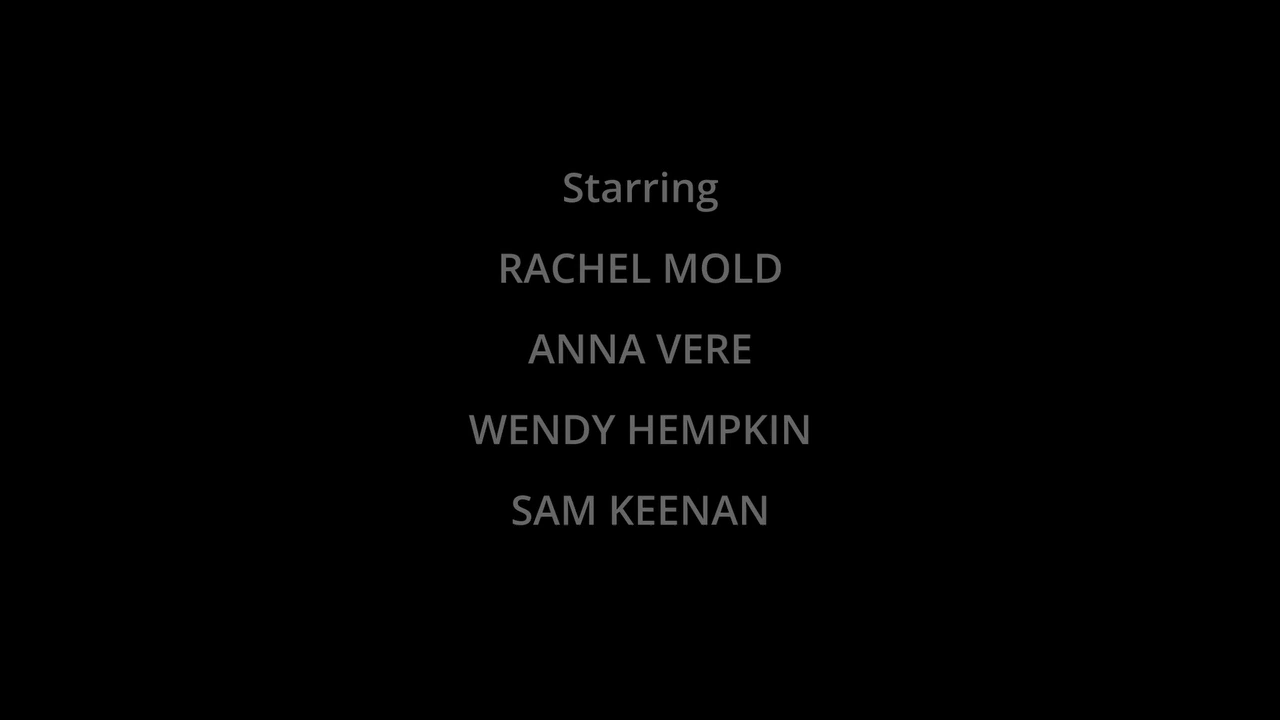 Starring
RACHEL MOLD
ANNA VERE
WENDY HEMPKIN
SAM KEENAN